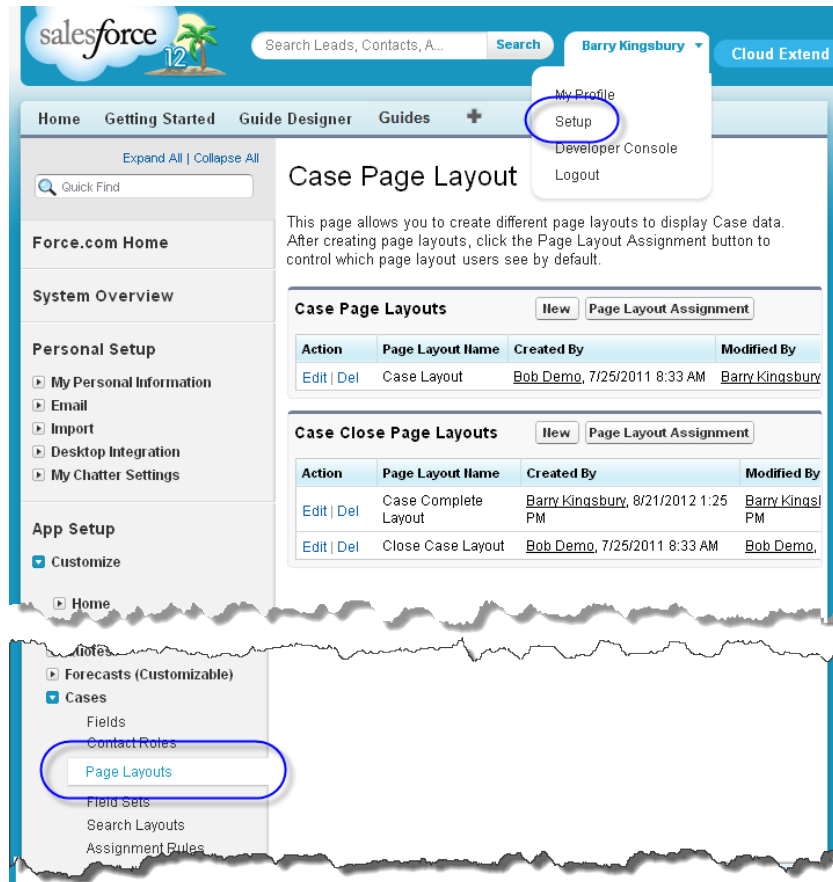 salesforce
12
Search Leads, Contacts, A...
Search
Barry Kingsbury
Cloud Extend
My Profile
Setup
Developer Console
Logout
Home
Getting Started
Guide Designer
Guides
Expand All | Collapse All
Quick Find
Force.com Home
System Overview
Personal Setup
My Personal Information
Email
Import
Desktop Integration
My Chatter Settings
App Setup
Customize
Home
Quotes
Forecasts (Customizable)
Cases
Fields
Contact Roles
Page Layouts
Field Sets
Search Layouts
Assignment Rules
Case Page Layout
This page allows you to create different page layouts to display Case data.
After creating page layouts, click the Page Layout Assignment button to
control which page layout users see by default.
Case Page Layouts
New
Page Layout Assignment
Action Page Layout Name Created By Modified By
Edit | Del Case Layout Bob Demo, 7/25/2011 8:33 AM Barry Kingsbury
Case Close Page Layouts
New
Page Layout Assignment
Action Page Layout Name Created By Modified By
Edit | Del Case Complete Barry Kingsbury, 8/21/2012 1:25 Barry
Layout PM PM
Edit | Del Close Case Layout Bob Demo, 7/25/2011 8:33 AM Bob Demo,